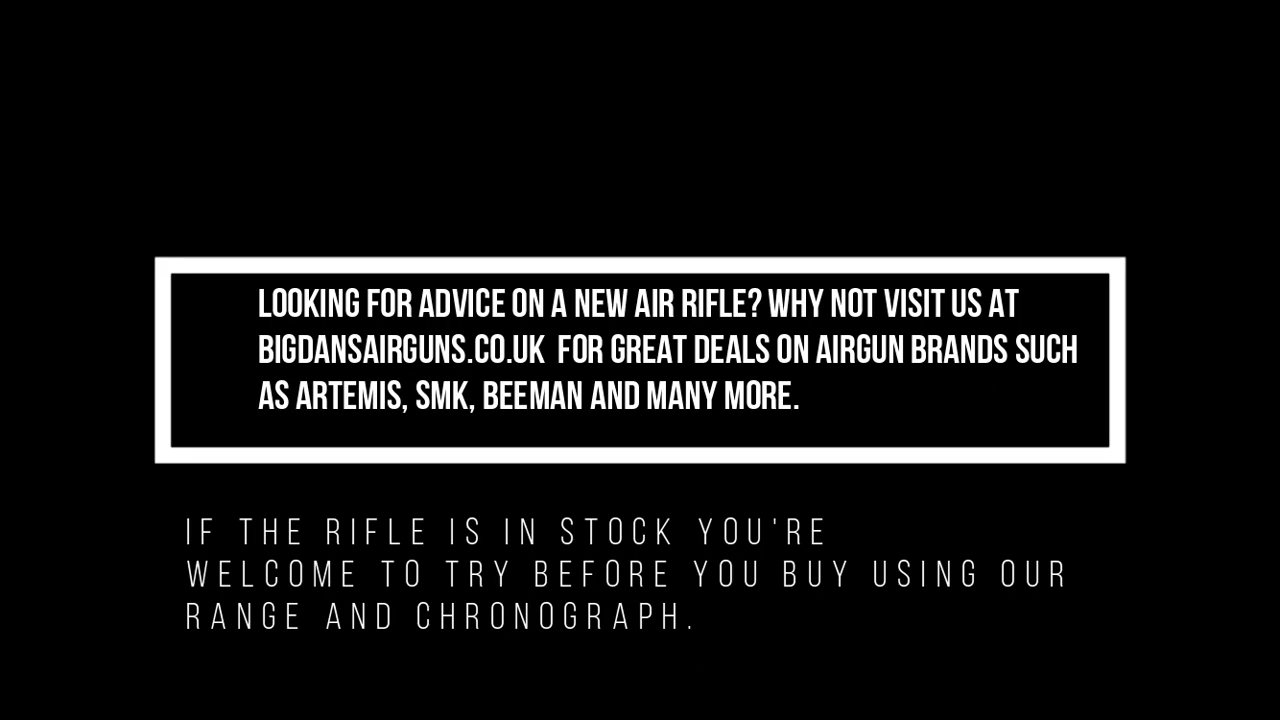 LOOKING FOR ADVICE ON A NEW AIR RIFLE? WHY NOT VISIT US AT
BIGDANSAIRGUNS.CO.UK FOR GREAT DEALS ON AIRGUN BRANDS SUCH
AS ARTEMIS, SMK, BEEMAN AND MANY MORE.
IF THE RIFLE IS IN STOCK YOU'RE
WELCOME TO TRY BEFORE YOU BUY USING OUR
RANGE AND CHRONOGRAPH.